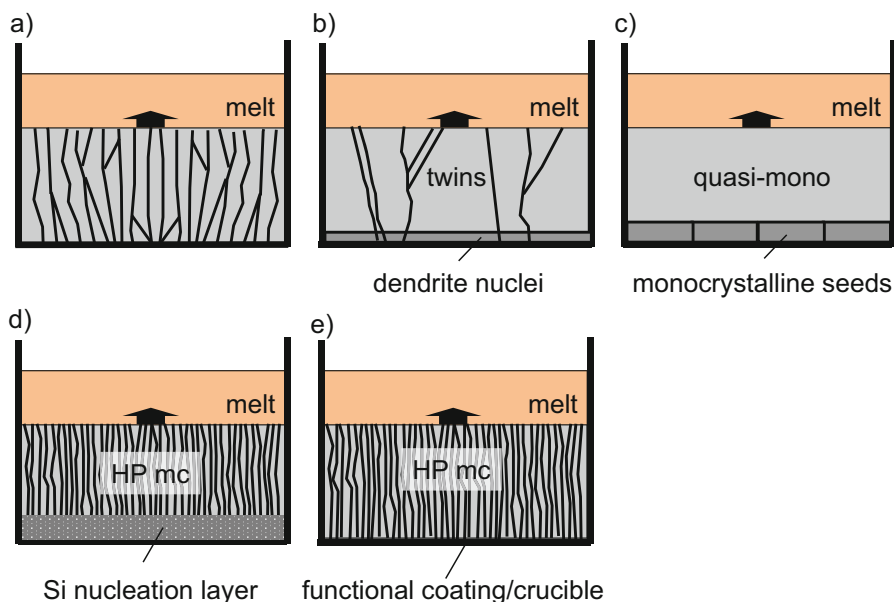 a)
melt
b)
melt
twins
dendrite nuclei
c)
melt
quasi-mono
monocrystalline seeds
d)
melt
HP mc
Si nucleation layer
e)
melt
HP mc
functional coating/crucible